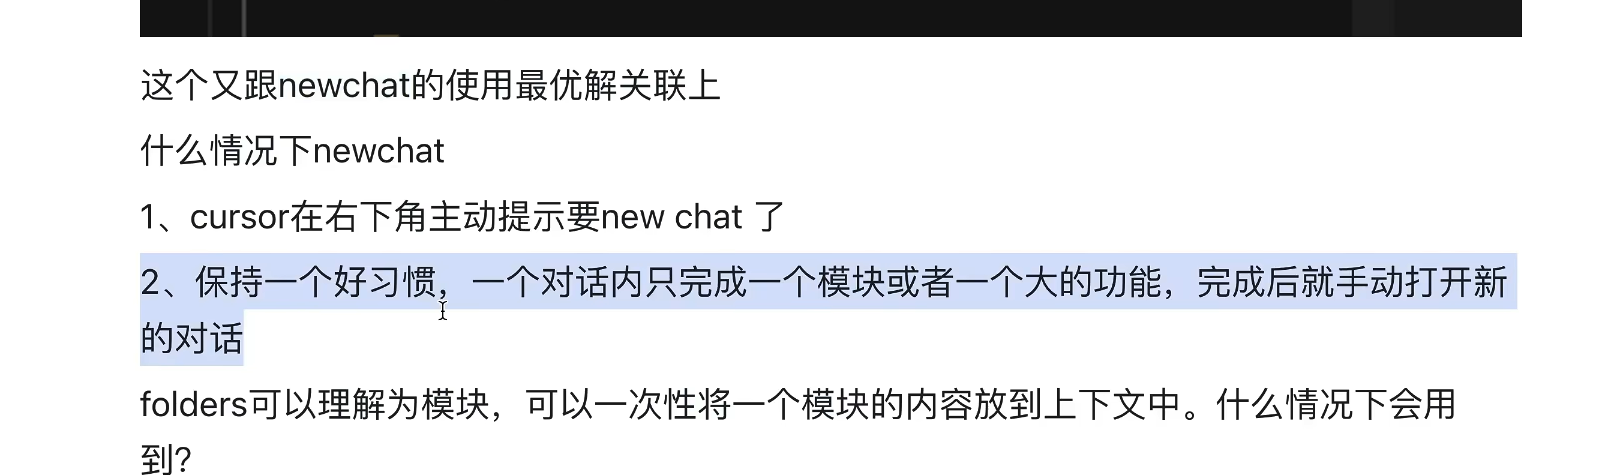 这个又跟newchat的使用最优解关联上
什么情况下newchat
1、cursor在右下角主动提示要new chat 了
2、保持一个好习惯，一个对话内只完成一个模块或者一个大的功能，完成后就手动打开新
的对话
folders可以理解为模块，可以一次性将一个模块的内容放到上下文中。什么情况下会用
到?